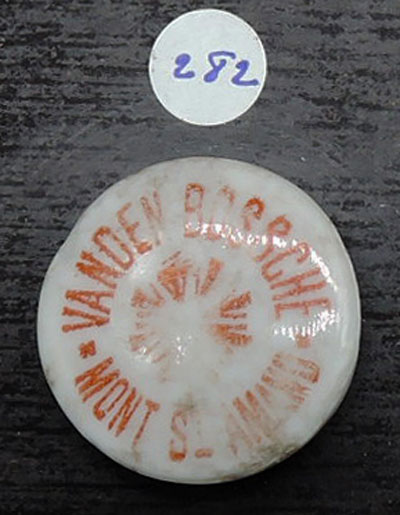 282
VANDEN BOSSCHE
MONT ST AMAND